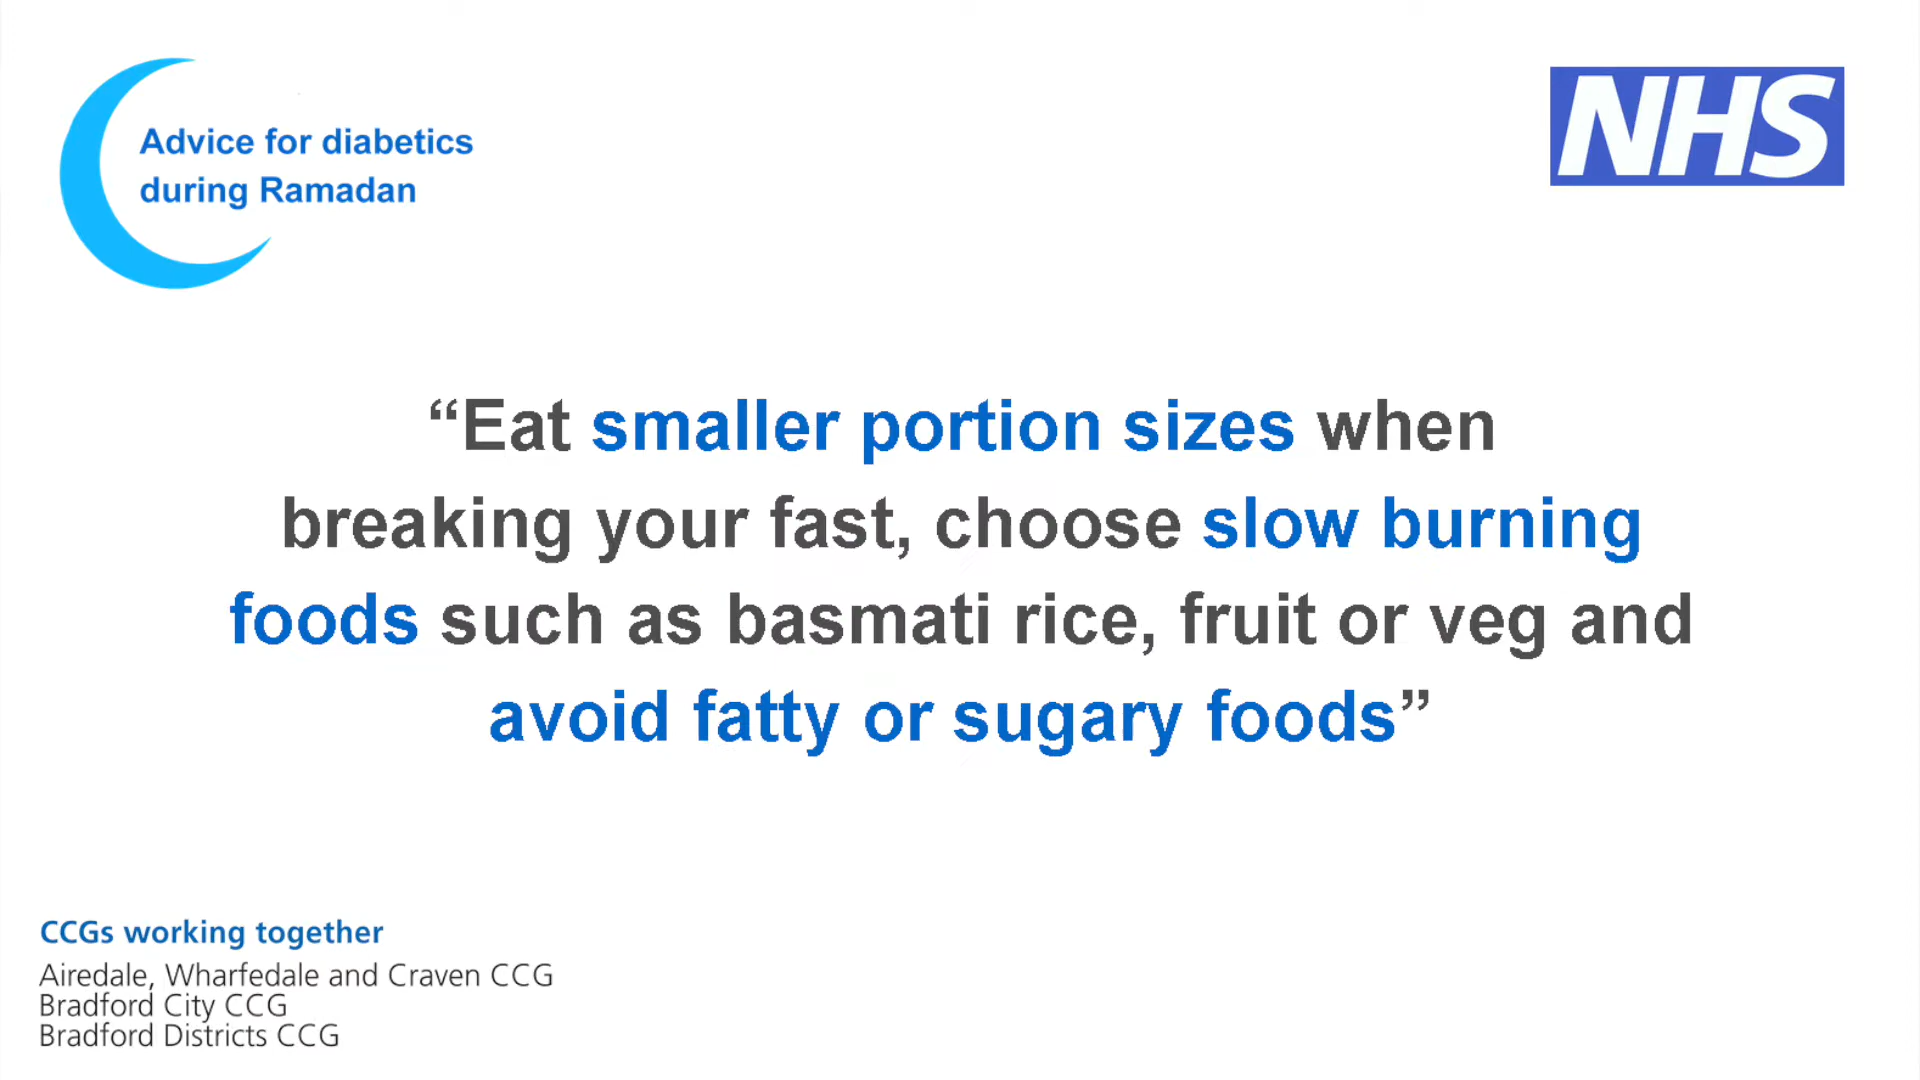 Advice for diabetics
during Ramadan
NHS
“Eat smaller portion sizes when
breaking your fast, choose slow burning
foods such as basmati rice, fruit or veg and
avoid fatty or sugary foods”
CCGs working together
Airedale, Wharfedale and Craven CCG
Bradford City CCG
Bradford Districts CCG